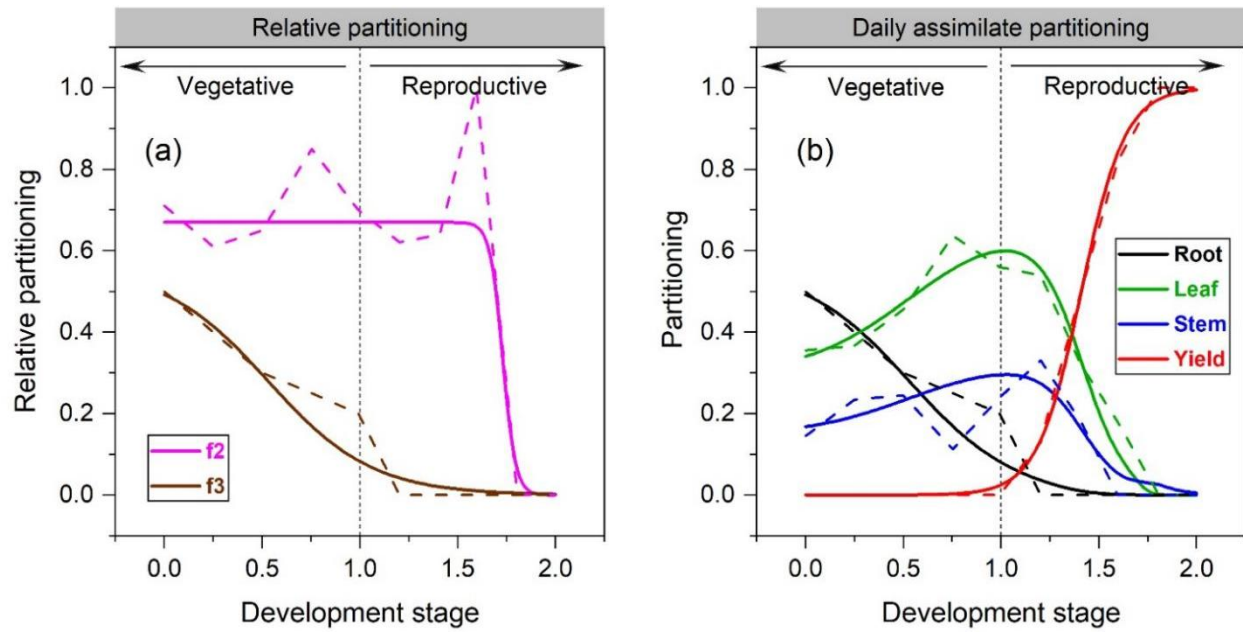 Relative partitioning
Vegetative
Reproductive
(a)
Relative partitioning
1.0
0.8
0.6
0.4
0.2
0.0
f2
f3
0.0 0.5 1.0 1.5 2.0
Development stage
Daily assimilate partitioning
Vegetative
Reproductive
(b)
Partitioning
1.0
0.8
0.6
0.4
0.2
0.0
Root
Leaf
Stem
Yield
0.0 0.5 1.0 1.5 2.0
Development stage